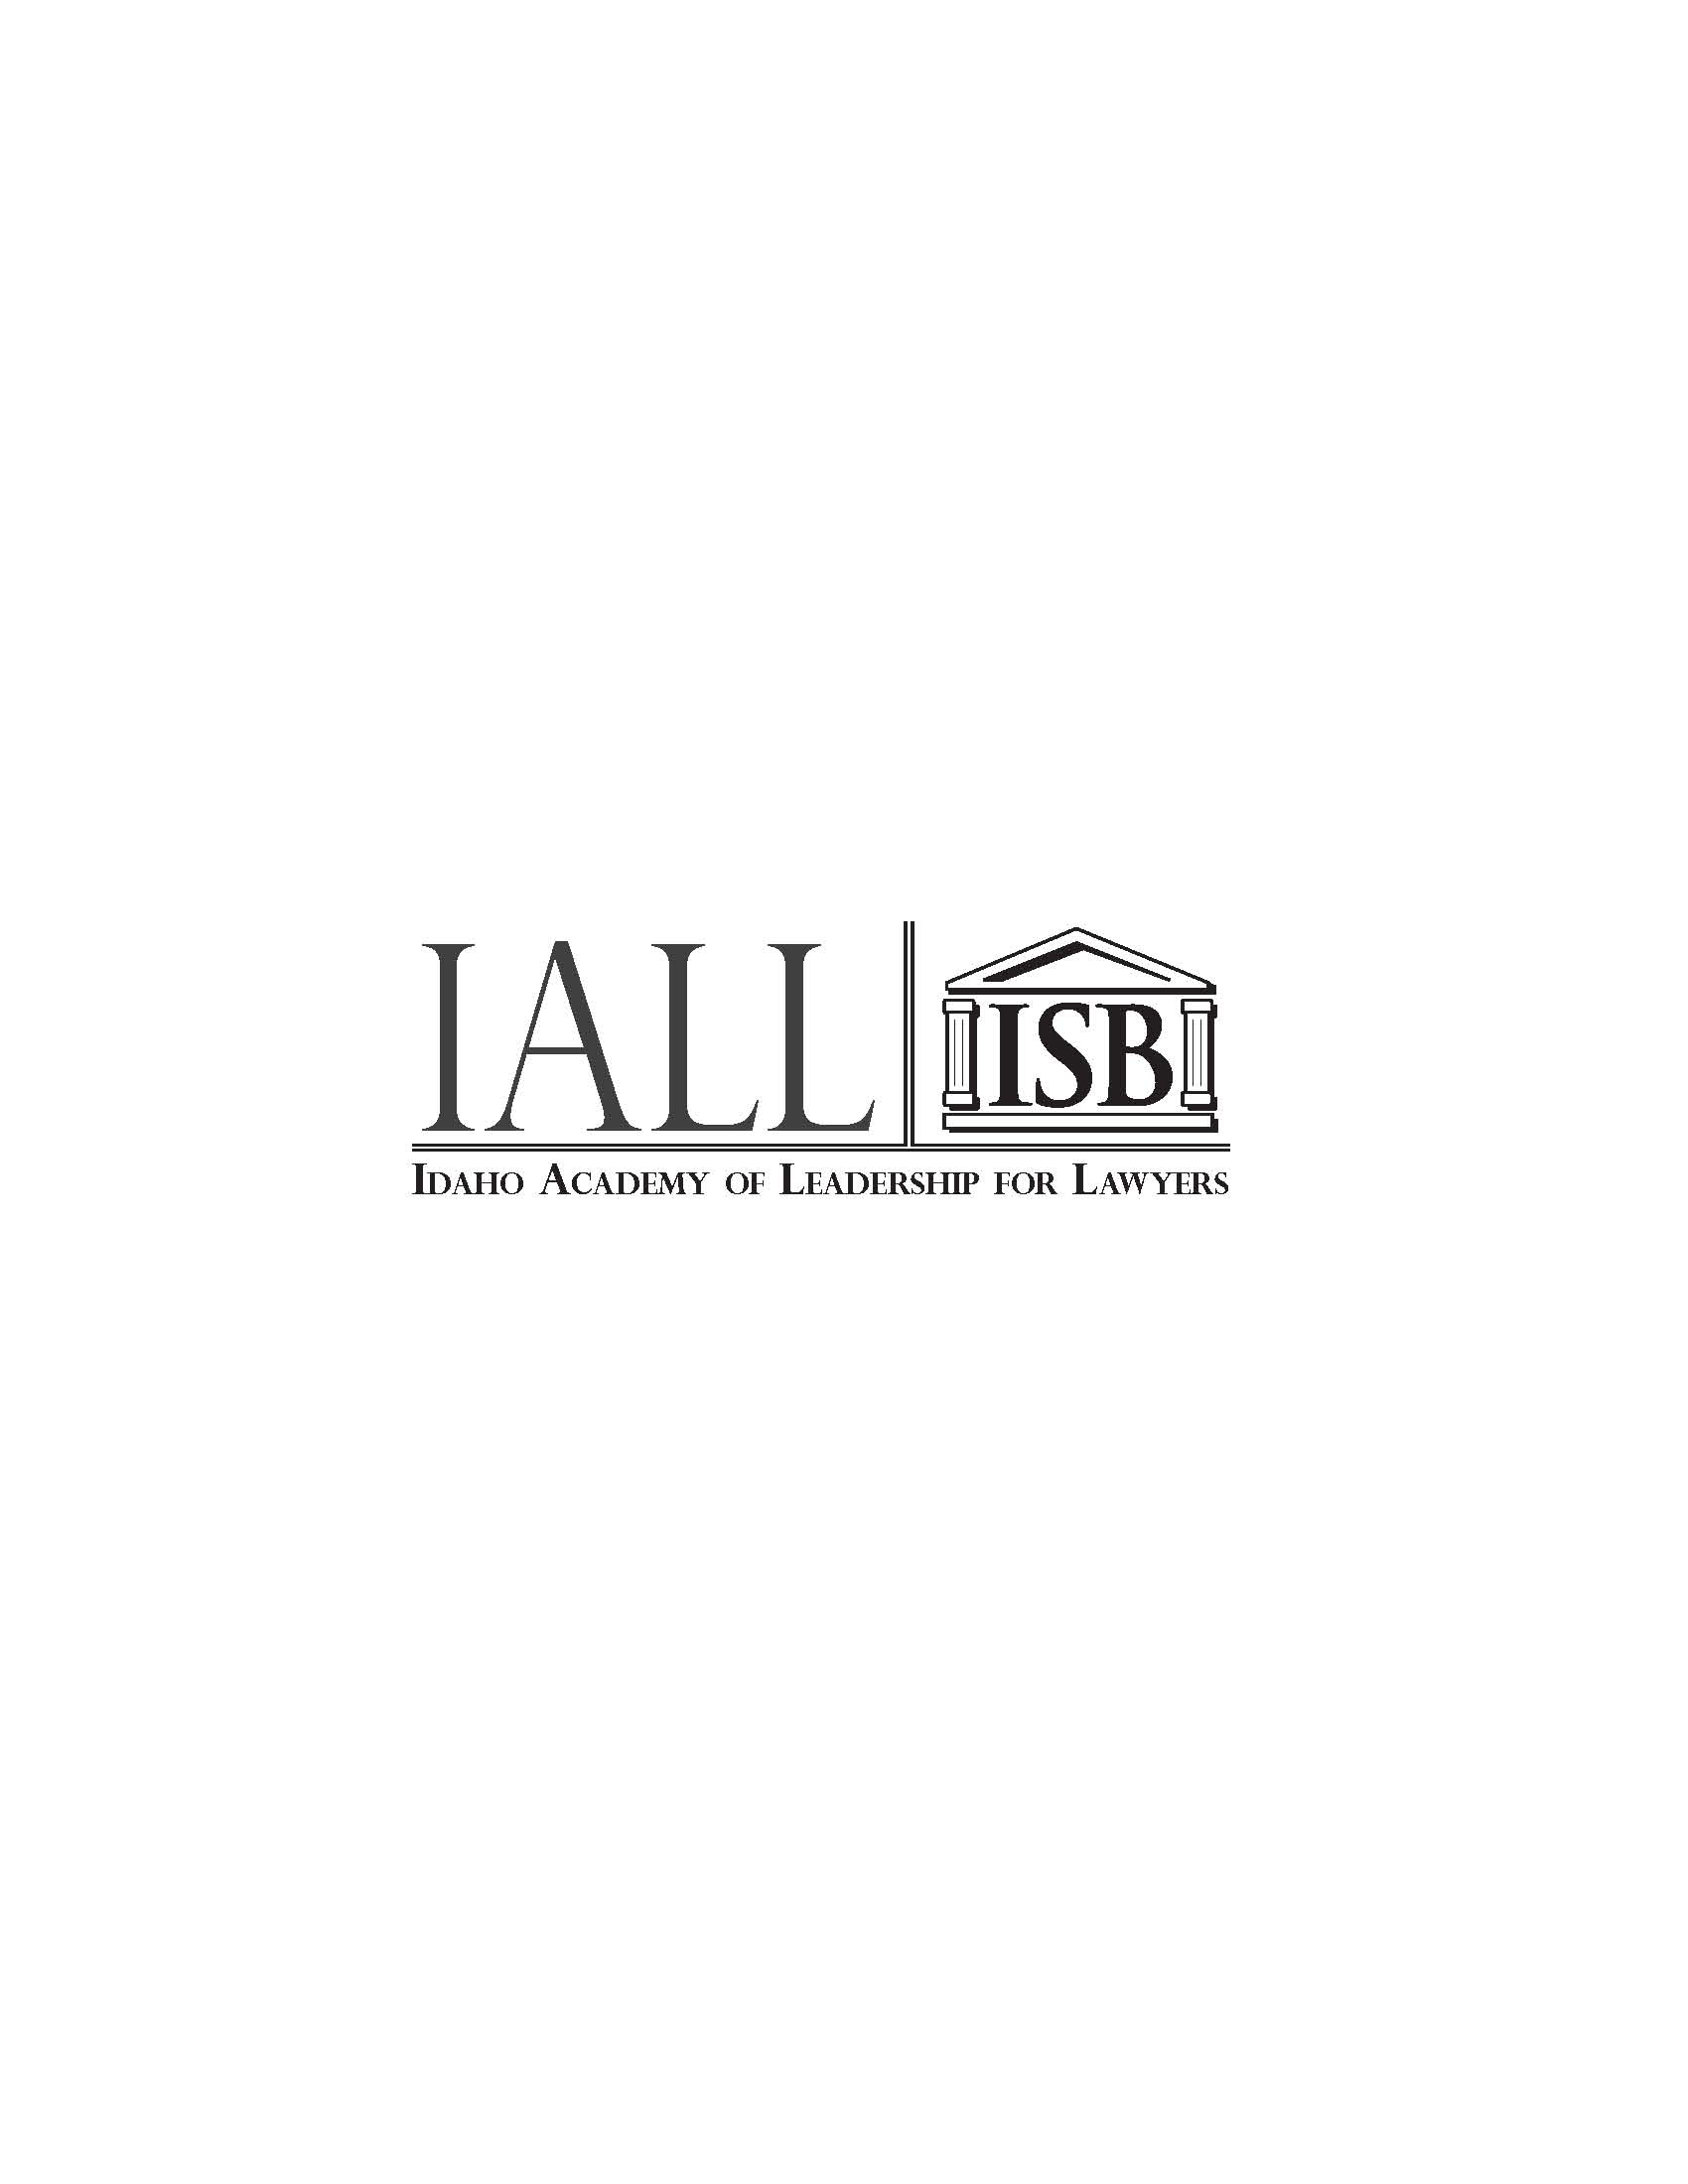 IALL
ISB
IDAHO ACADEMY OF LEADERSHIP FOR LAWYERS